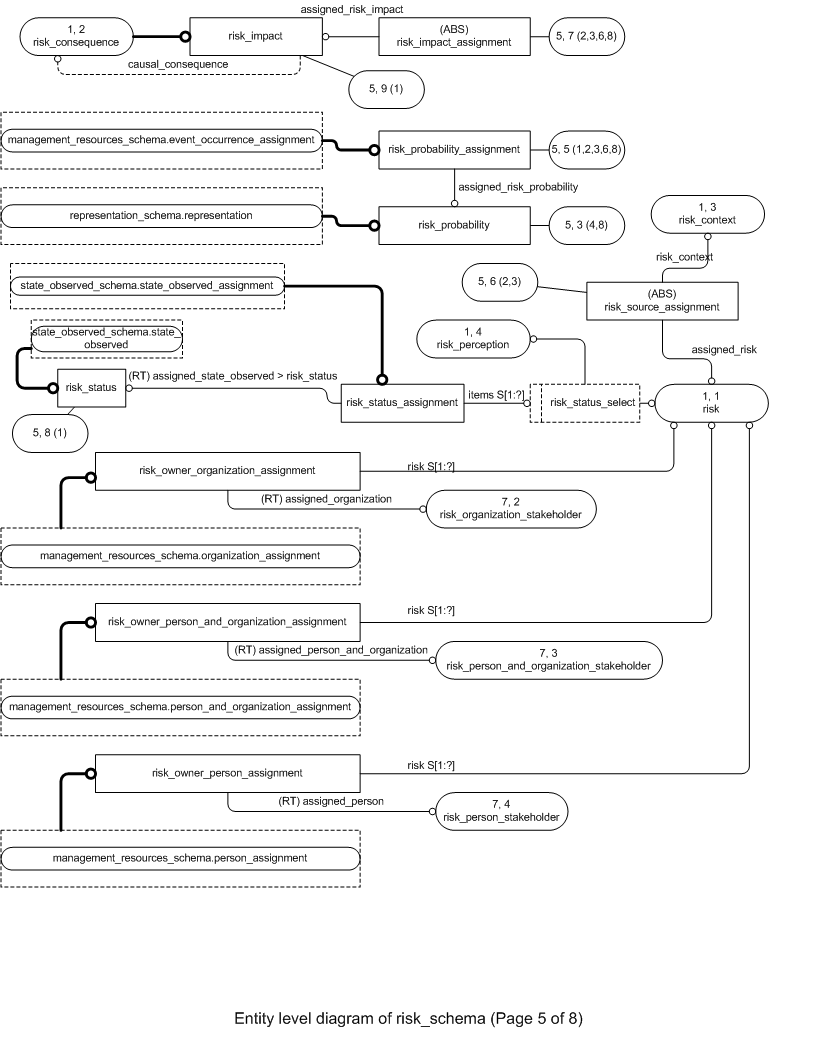 assigned_risk_impact
1, 2
risk_consequence
risk_impact
(ABS)
risk_impact_assignment
5, 7 (2,3,6,8)
causal_consequence
5, 9 (1)
management_resources_schema.event_occurrence_assignment
risk_probability_assignment
5, 5 (1,2,3,6,8)
assigned_risk_probability
representation_schema.representation
risk_probability
5, 3 (4,8)
1, 3
risk_context
risk_context
state_observed_schema.state_observed_assignment
5, 6 (2,3)
(ABS)
risk_source_assignment
state_observed_schema.state_
observed
1, 4
risk_perception
assigned_risk
risk_status
(RT) assigned_state_observed > risk_status
risk_status_assignment
items S[1:?]
risk_status_select
1, 1
risk
5, 8 (1)
risk_owner_organization_assignment
risk S[1:?]
(RT) assigned_organization
7, 2
risk_organization_stakeholder
management_resources_schema.organization_assignment
risk_owner_person_and_organization_assignment
risk S[1:?]
(RT) assigned_person_and_organization
7, 3
risk_person_and_organization_stakeholder
management_resources_schema.person_and_organization_assignment
risk_owner_person_assignment
risk S[1:?]
(RT) assigned_person
7, 4
risk_person_stakeholder
management_resources_schema.person_assignment
Entity level diagram of risk_schema (Page 5 of 8)